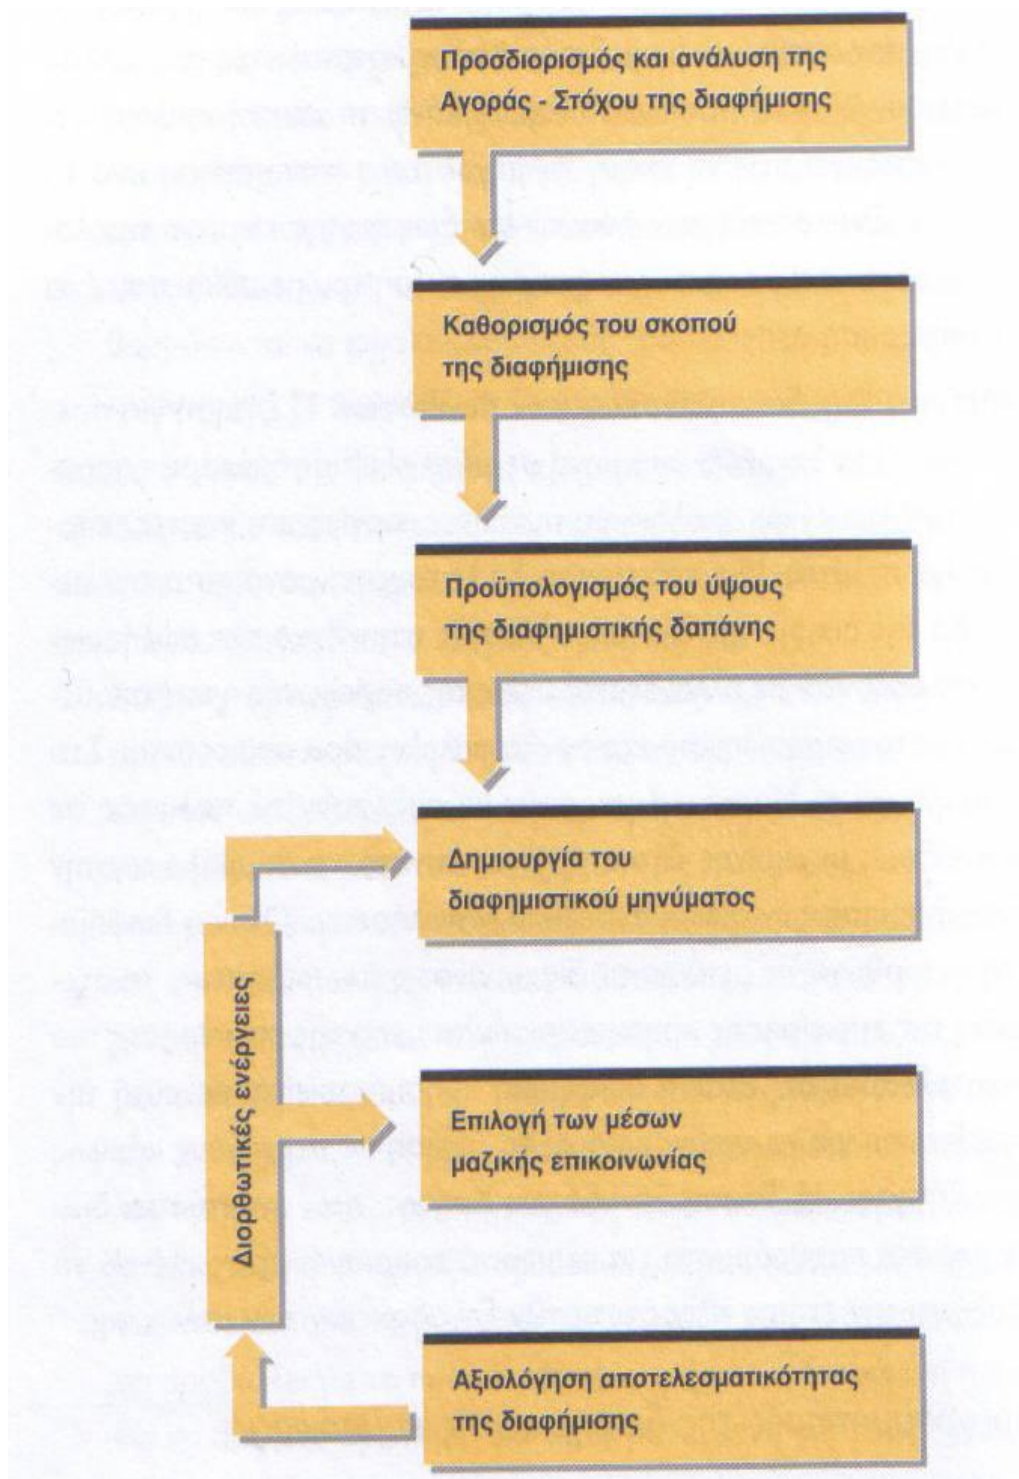 Προσδιορισμός και ανάλυση της
Αγοράς - Στόχου της διαφήμισης
Καθορισμός του σκοπού
της διαφήμισης
Προϋπολογισμός του ύψους
της διαφημιστικής δαπάνης
Δημιουργία του
διαφημιστικού μηνύματος
Διορθωτικές ενέργειες
Επιλογή των μέσων
μαζικής επικοινωνίας
Αξιολόγηση αποτελεσματικότητας
της διαφήμισης